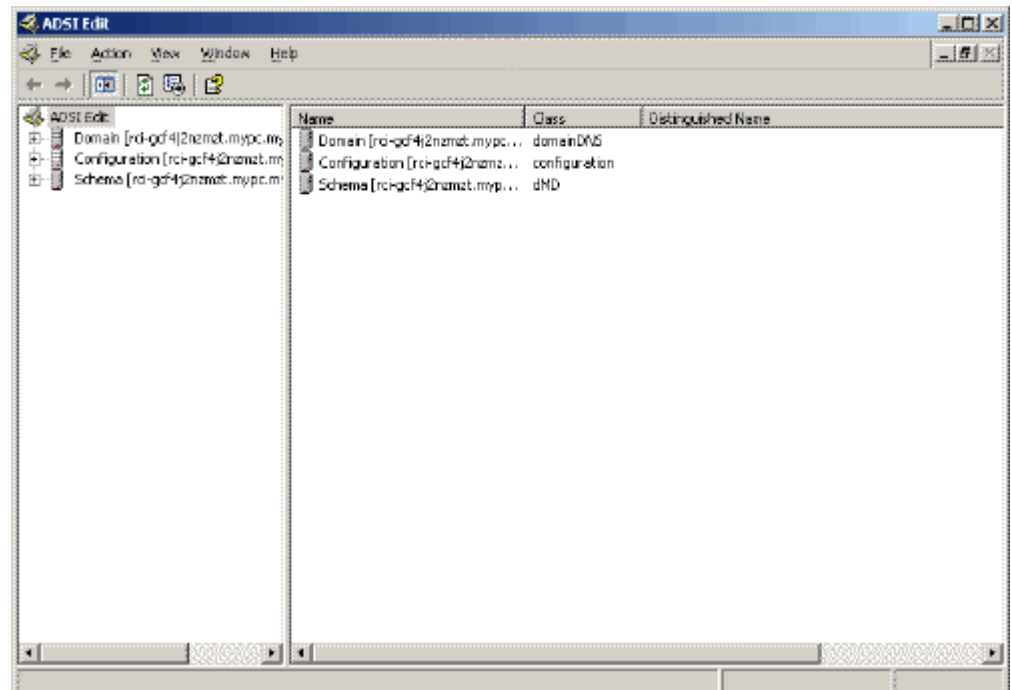 ADSI Edit
File Action View Window Help
ADSI Edit
Domain [rci-gcf4j2nzmzt.mypc.my
Configuration [rci-gcf4j2nzmzt.my
Schema [rci-gcf4j2nzmzt.mypc.m
Name Class Distinguished Name
Domain [rci-gcf4j2nzmzt.mypc... domainDNS
Configuration [rci-gcf4j2nzmz... configuration
Schema [rci-gcf4j2nzmzt.myp... dMD